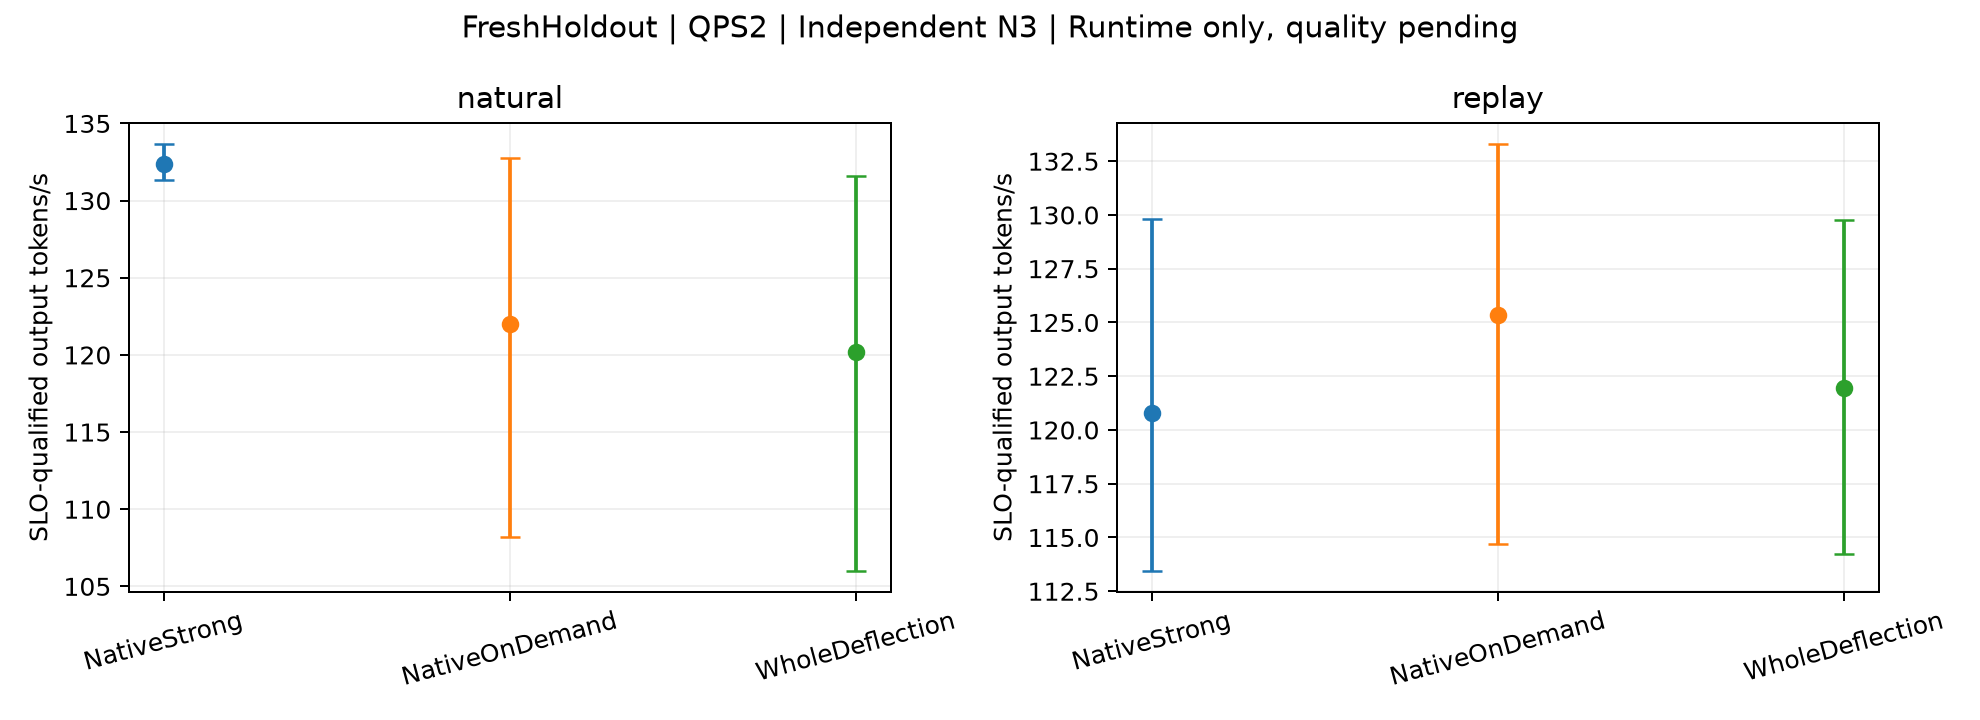 FreshHoldout | QPS2 | Independent N3 | Runtime only, quality pending
natural
SLO-qualified output tokens/s
135
130
125
120
115
110
105
NativeStrong
NativeOnDemand
WholeDeflection
replay
SLO-qualified output tokens/s
132.5
130.0
127.5
125.0
122.5
120.0
117.5
115.0
112.5
NativeStrong
NativeOnDemand
WholeDeflection